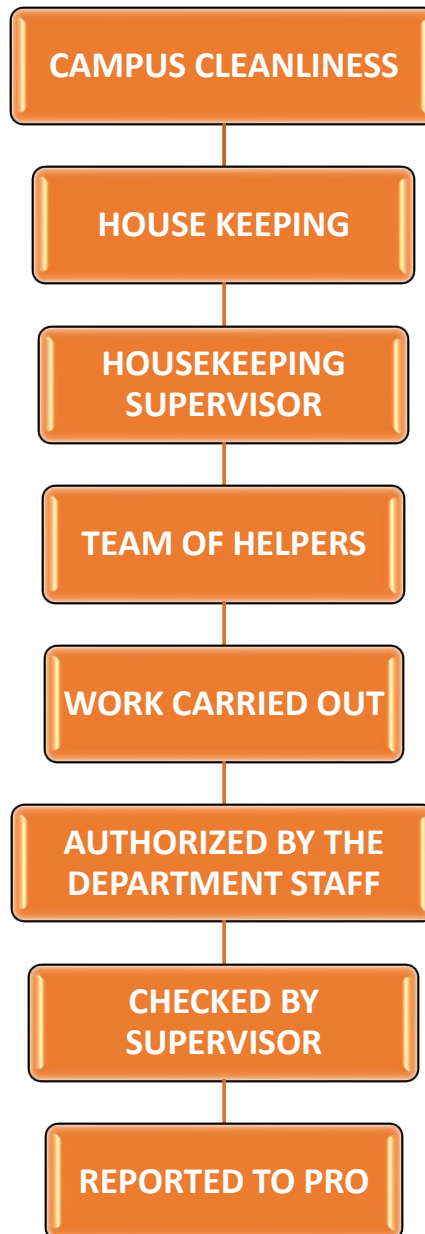 CAMPUS CLEANLINESS
HOUSE KEEPING
HOUSEKEEPING
SUPERVISOR
TEAM OF HELPERS
WORK CARRIED OUT
AUTHORIZED BY THE
DEPARTMENT STAFF
CHECKED BY
SUPERVISOR
REPORTED TO PRO